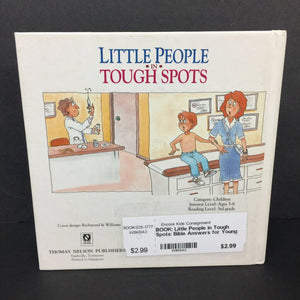 LITTLE PEOPLE
IN
TOUGH SPOTS
Category: Children
Interest Level: Ages 3-8
Reading Level: 3rd grade
Cover design: Richmond & William
THOMAS NELSON PUBLISHERS
Nashville, Tennessee
Printed in Singapore
$2.99
Encore Kids Consignment
BOOK: Little People in Tough
Spots: Bible Answers for Young
$2.99